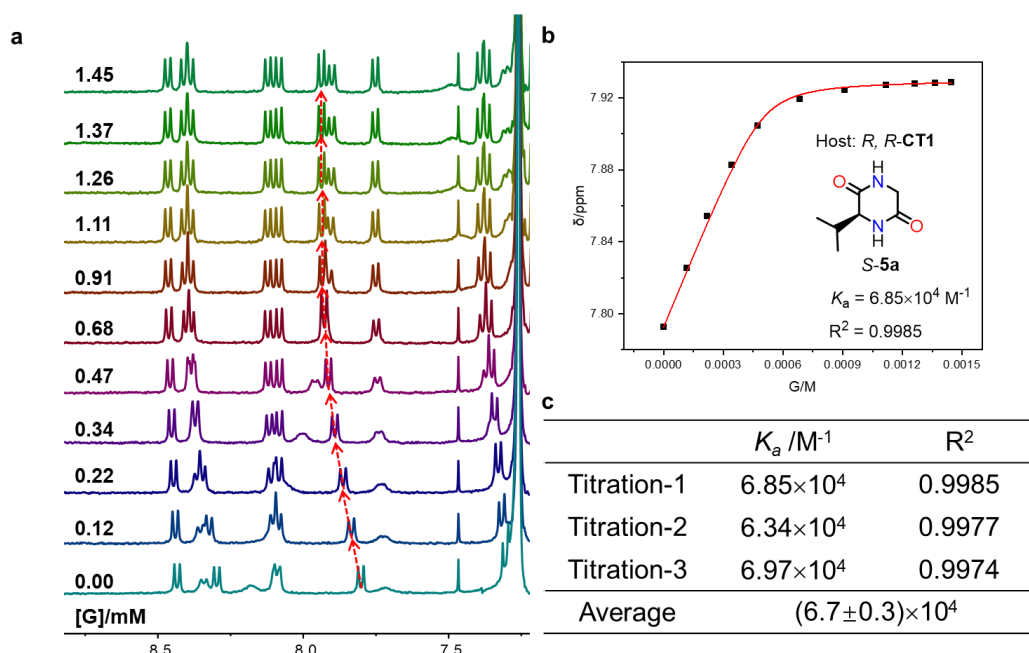 a
1.45
1.37
1.26
1.11
0.91
0.68
0.47
0.34
0.22
0.12
0.00
[G]/mM
8.5
8.0
7.5
b
7.92
7.88
7.84
7.80
δ/ppm
0.0000
0.0003
0.0006
0.0009
0.0012
0.0015
G/M
Host: R, R-CT1
H
N
O
O
N
H
S-5a
Kₐ = 6.85×10⁴ M⁻¹
R² = 0.9985
c
Kₐ /M⁻¹ R²
Titration-1 6.85×10⁴ 0.9985
Titration-2 6.34×10⁴ 0.9977
Titration-3 6.97×10⁴ 0.9974
Average (6.7±0.3)×10⁴